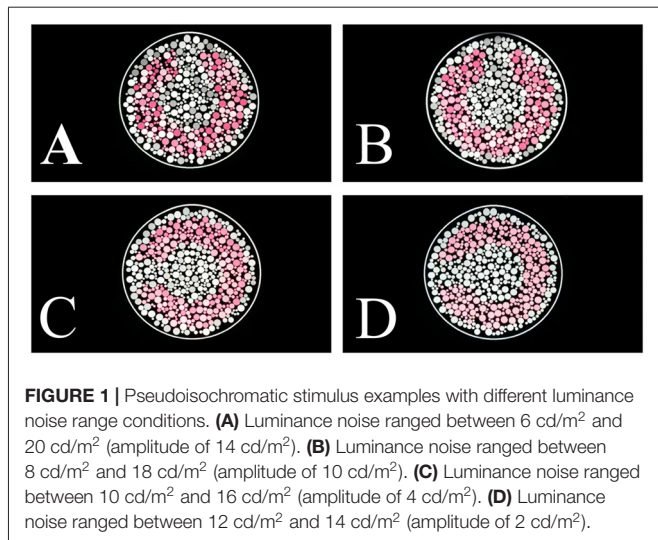 A
B
C
D
FIGURE 1 | Pseudoisochromatic stimulus examples with different luminance
noise range conditions. (A) Luminance noise ranged between 6 cd/m² and
20 cd/m² (amplitude of 14 cd/m²). (B) Luminance noise ranged between
8 cd/m² and 18 cd/m² (amplitude of 10 cd/m²). (C) Luminance noise ranged
between 10 cd/m² and 16 cd/m² (amplitude of 4 cd/m²). (D) Luminance
noise ranged between 12 cd/m² and 14 cd/m² (amplitude of 2 cd/m²).